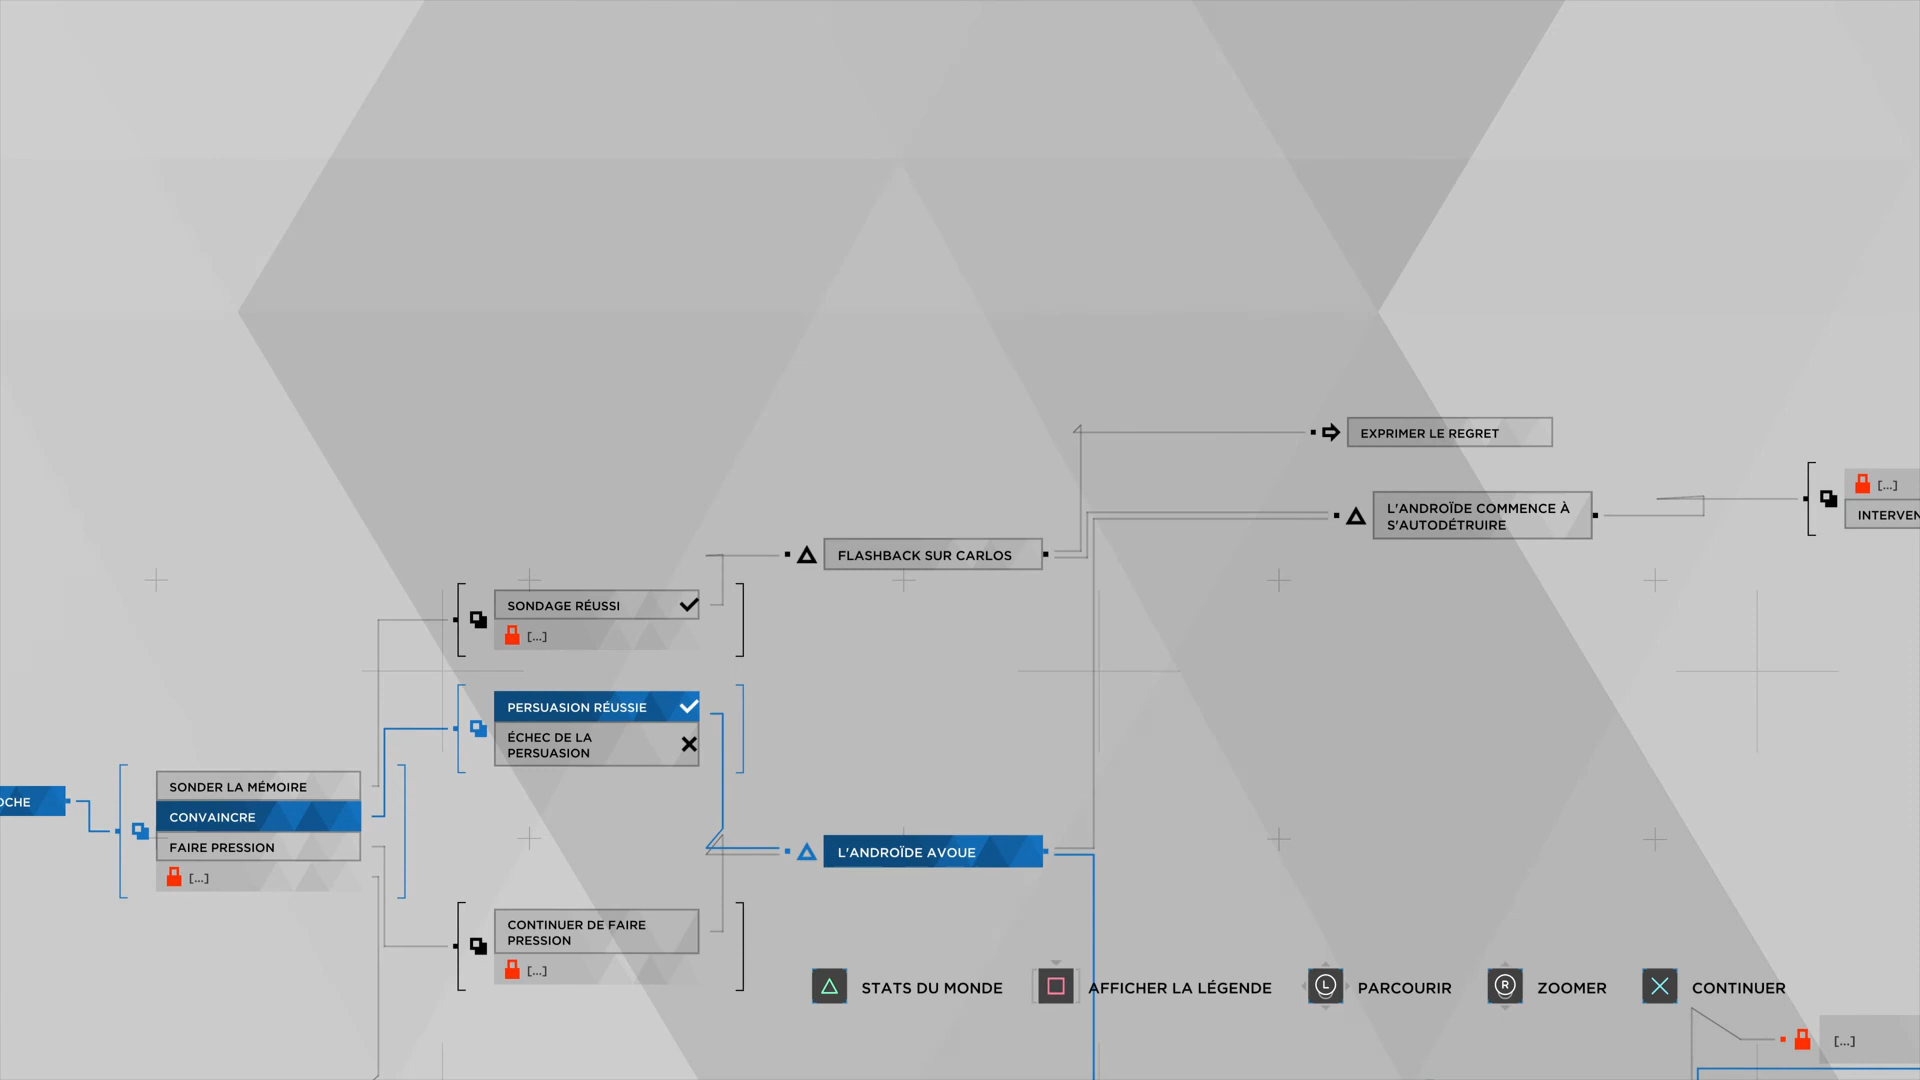 EXPRIMER LE REGRET
[...]
L'ANDROÏDE COMMENCE À
S'AUTODÉTRUIRE
INTERVEN
FLASHBACK SUR CARLOS
SONDAGE RÉUSSI
[...]
PERSUASION RÉUSSIE
ÉCHEC DE LA
PERSUASION
OCHE
SONDER LA MÉMOIRE
CONVAINCRE
FAIRE PRESSION
[...]
L'ANDROÏDE AVOUE
CONTINUER DE FAIRE
PRESSION
[...]
STATS DU MONDE
AFFICHER LA LÉGENDE
L PARCOURIR
R ZOOMER
CONTINUER
[...]